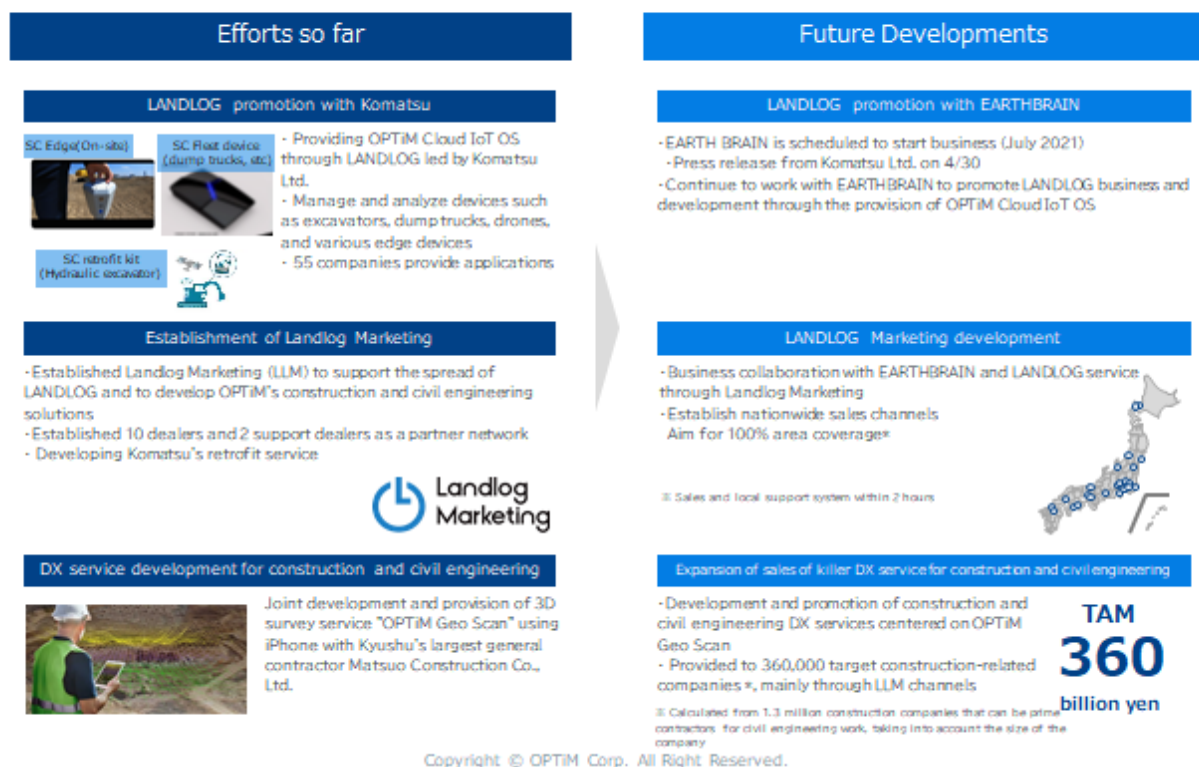 Efforts so far
LANDLOG promotion with Komatsu
SC Edge(On-site)
SC Fleet device
(dump trucks, etc)
SC retrofit kit
(Hydraulic excavator)
- Providing OPTiM Cloud IoT OS
through LANDLOG led by Komatsu
Ltd.
- Manage and analyze devices such
as excavators, dump trucks, drones,
and various edge devices
- 55 companies provide applications
Establishment of Landlog Marketing
-Established Landlog Marketing (LLM) to support the spread of
LANDLOG and to develop OPTiM's construction and civil engineering
solutions
-Established 10 dealers and 2 support dealers as a partner network
- Developing Komatsu's retrofit service
Landlog
Marketing
DX service development for construction and civil engineering
Joint development and provision of 3D
survey service "OPTiM Geo Scan" using
iPhone with Kyushu's largest general
contractor Matsuo Construction Co.,
Ltd.
Future Developments
LANDLOG promotion with EARTHBRAIN
-EARTH BRAIN is scheduled to start business (July 2021)
-Press release from Komatsu Ltd. on 4/30
-Continue to work with EARTHBRAIN to promote LANDLOG business and
development through the provision of OPTiM Cloud IoT OS
LANDLOG Marketing development
-Business collaboration with EARTHBRAIN and LANDLOG service
through Landlog Marketing
-Establish nationwide sales channels
Aim for 100% area coverage※
※ Sales and local support system within 2 hours
Expansion of sales of killer DX service for construction and civil engineering
-Development and promotion of construction and
civil engineering DX services centered on OPTiM
Geo Scan
- Provided to 360,000 target construction-related
companies ※, mainly through LLM channels
※ Calculated from 1.3 million construction companies that can be prime
contractors for civil engineering work, taking into account the size of the
company
TAM
360
billion yen
Copyright © OPTiM Corp. All Right Reserved.